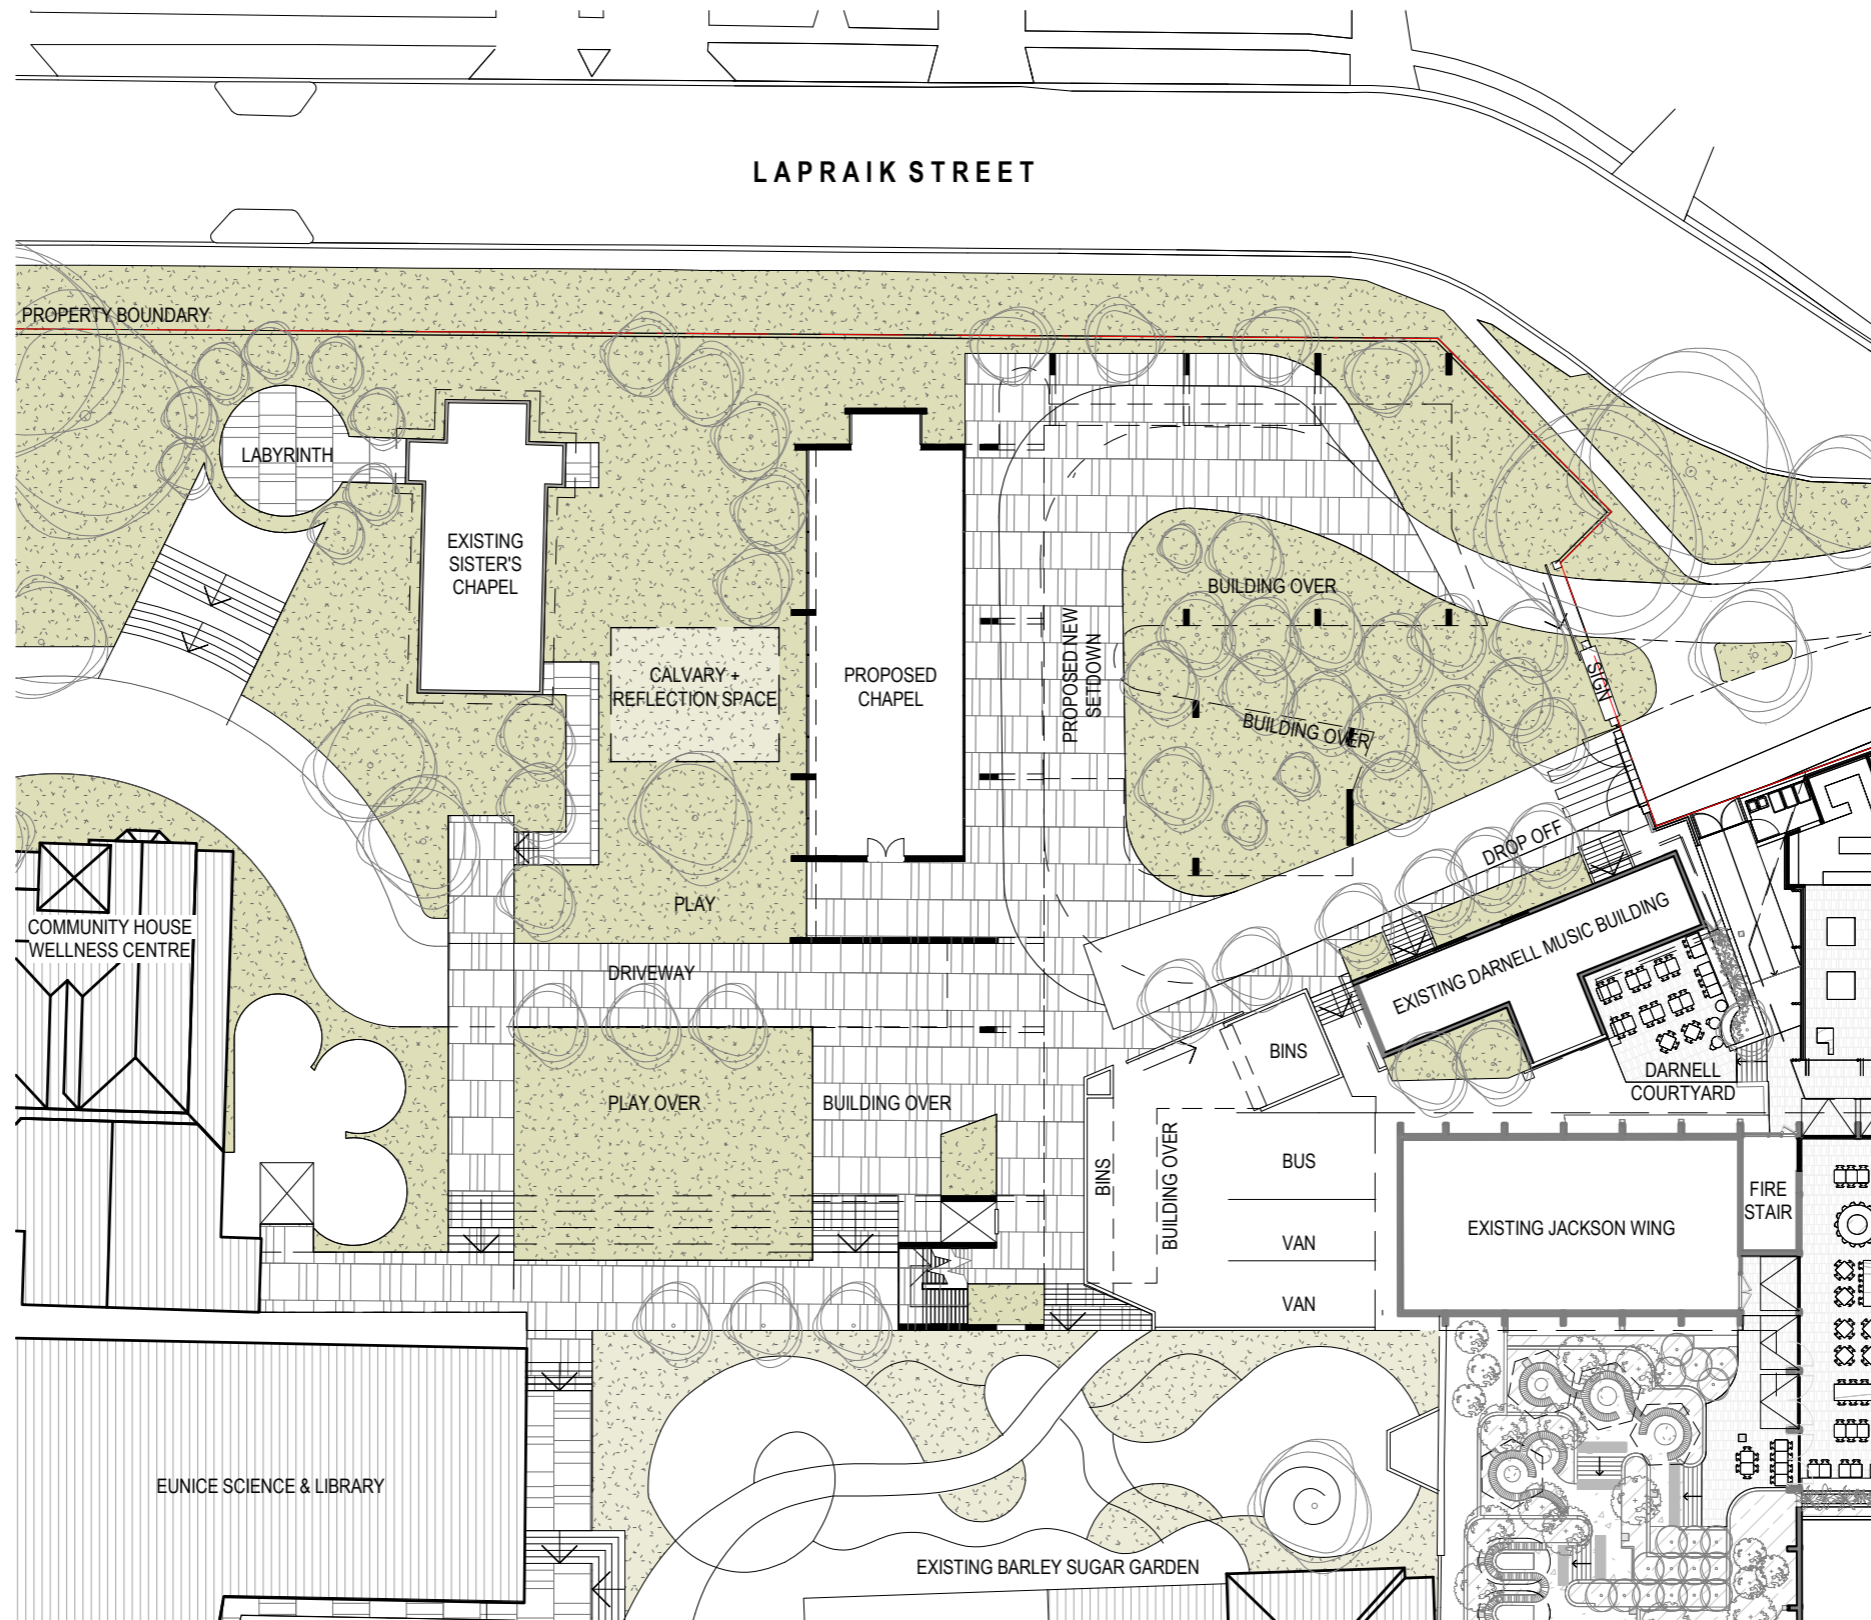 LAPRAIK STREET
PROPERTY BOUNDARY
LABYRINTH
EXISTING
SISTER'S
CHAPEL
BUILDING OVER
CALVARY +
REFLECTION SPACE
PROPOSED
CHAPEL
PROPOSED NEW
SETDOWN
SIGN
BUILDING OVER
DROP OFF
PLAY
COMMUNITY HOUSE
WELLNESS CENTRE
EXISTING DARNELL MUSIC BUILDING
DRIVEWAY
BINS
DARNELL
COURTYARD
PLAY OVER
BUILDING OVER
BINS
BUILDING OVER
BUS
FIRE
STAIR
EXISTING JACKSON WING
VAN
VAN
EUNICE SCIENCE & LIBRARY
EXISTING BARLEY SUGAR GARDEN